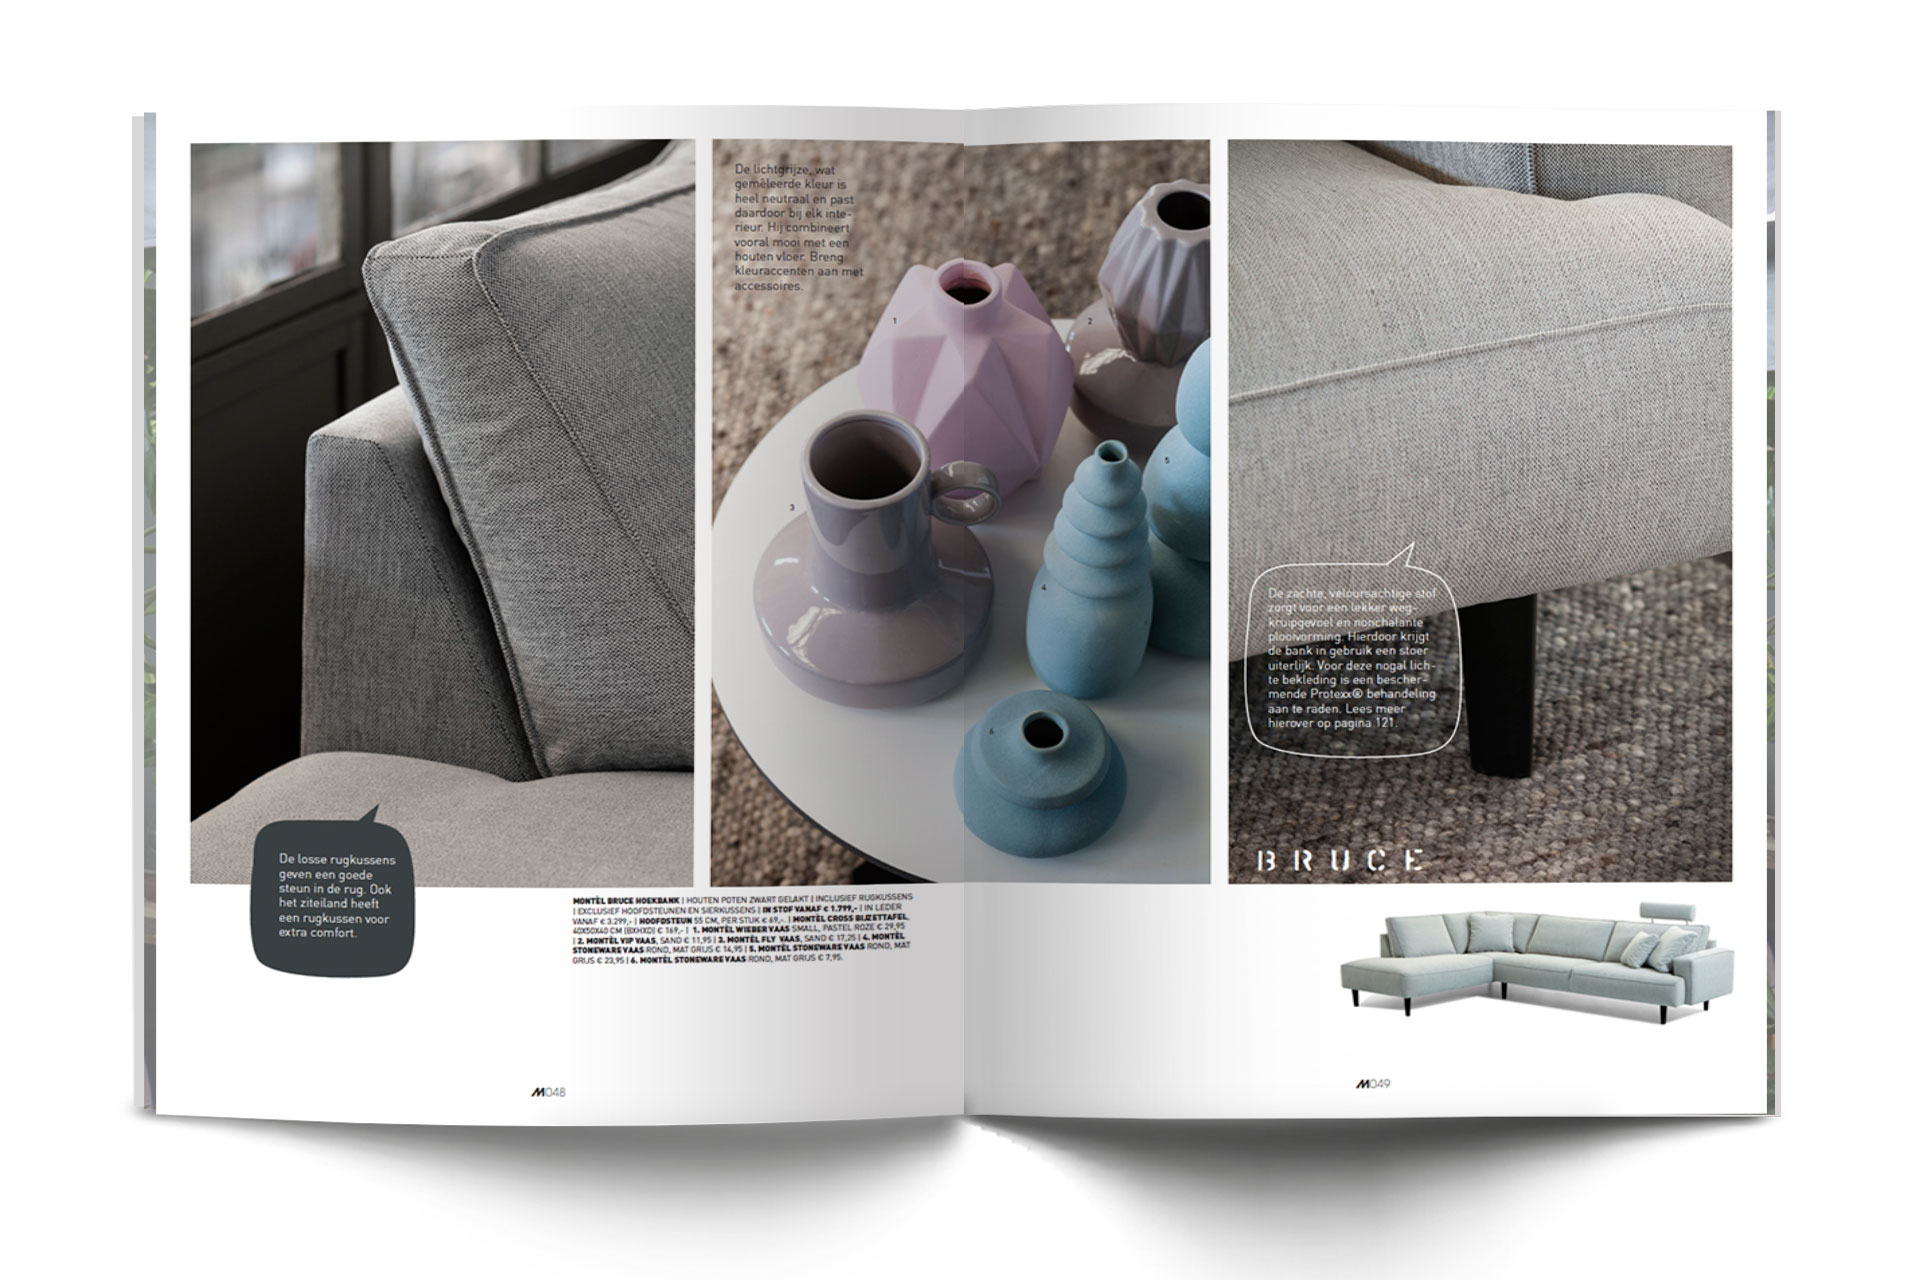 De lichtgrijze, wat
gemêleerde kleur is
heel neutraal en past
daardoor bij elk inte-
rieur. Hij combineert
vooral mooi met een
houten vloer. Breng
kleuraccenten aan met
accessoires.
1
2
3
4
5
6
De zachte, veloursachtige stof
zorgt voor een lekker weg-
kruipgevoel en nonchalante
plooivorming. Hierdoor krijgt
de bank in gebruik een stoer
uiterlijk. Voor deze nogal lich-
te bekleding is een bescher-
mende Protexx® behandeling
aan te raden. Lees meer
hierover op pagina 121.
BRUCE
De losse rugkussens
geven een goede
steun in de rug. Ook
het ziteiland heeft
een rugkussen voor
extra comfort.
MONTÈL BRUCE HOEKBANK | HOUTEN POTEN ZWART GELAKT | INCLUSIEF RUGKUSSENS
| EXCLUSIEF HOOFDSTEUNEN EN SIERKUSSENS | IN STOF VANAF € 1.799,- | IN LEDER
VANAF € 3.299,- | HOOFDSTEUN 55 CM, PER STUK € 69,- | MONTÈL CROSS BIJZETTAFEL,
40X50X40 CM (BXHXD) € 169,- | 1. MONTÈL WIEBER VAAS SMALL, PASTEL ROZE € 29,95
| 2. MONTÈL VIP VAAS, SAND € 11,95 | 3. MONTÈL FLY VAAS, SAND € 17,25 | 4. MONTÈL
STONEWARE VAAS ROND, MAT GRIJS € 14,95 | 5. MONTÈL STONEWARE VAAS ROND, MAT
GRIJS € 23,95 | 6. MONTÈL STONEWARE VAAS ROND, MAT GRIJS € 7,95.
M048
M049